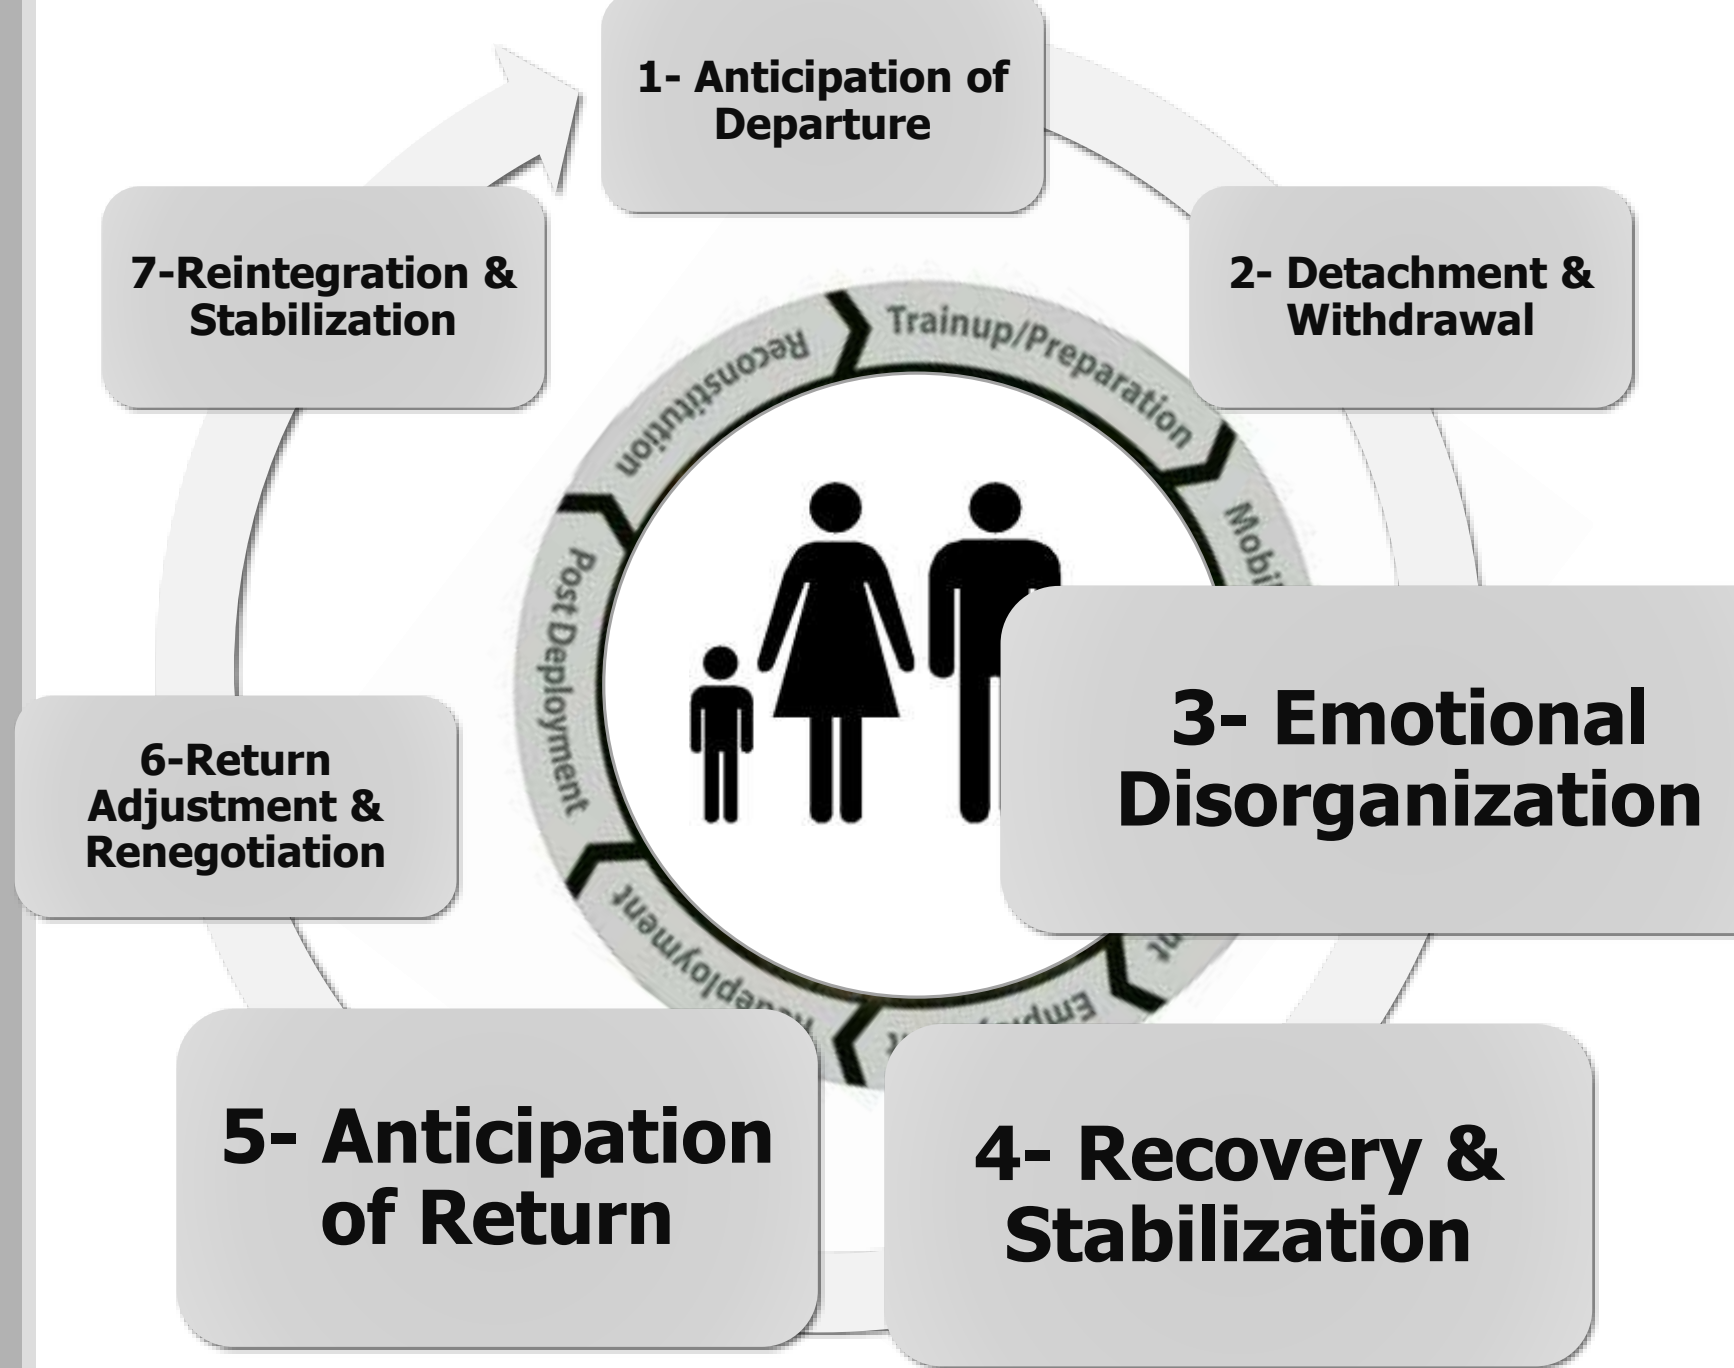 1- Anticipation of
Departure
2- Detachment &
Withdrawal
3- Emotional
Disorganization
4- Recovery &
Stabilization
5- Anticipation
of Return
6-Return
Adjustment &
Renegotiation
7-Reintegration &
Stabilization
Trainup/Preparation
Post Deployment
Reconstitution